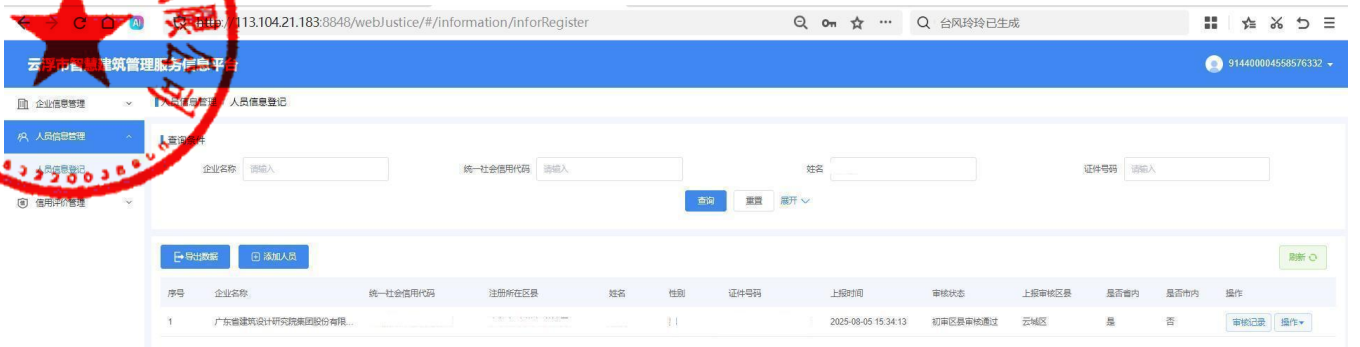 http://113.104.21.183:8848/webJustice/#/information/inforRegister
台风玲玲已生成
云浮市智慧建筑管理服务信息平台
914400004558576332
企业信息管理
人员信息管理 人员信息登记
人员信息管理
查询条件
人员信息登记
企业名称 请输入 统一社会信用代码 请输入 姓名 证件号码 请输入
信用评价管理
查询 重置 展开
导出数据 添加人员 刷新
序号 企业名称 统一社会信用代码 注册所在区县 姓名 性别 证件号码 上报时间 审核状态 上报审核区县 是否省内 是否市内 操作
1 广东省建筑设计研究院集团股份有限... 2025-08-05 15:34:13 初审区县审核通过 云城区 是 否 审核记录 操作